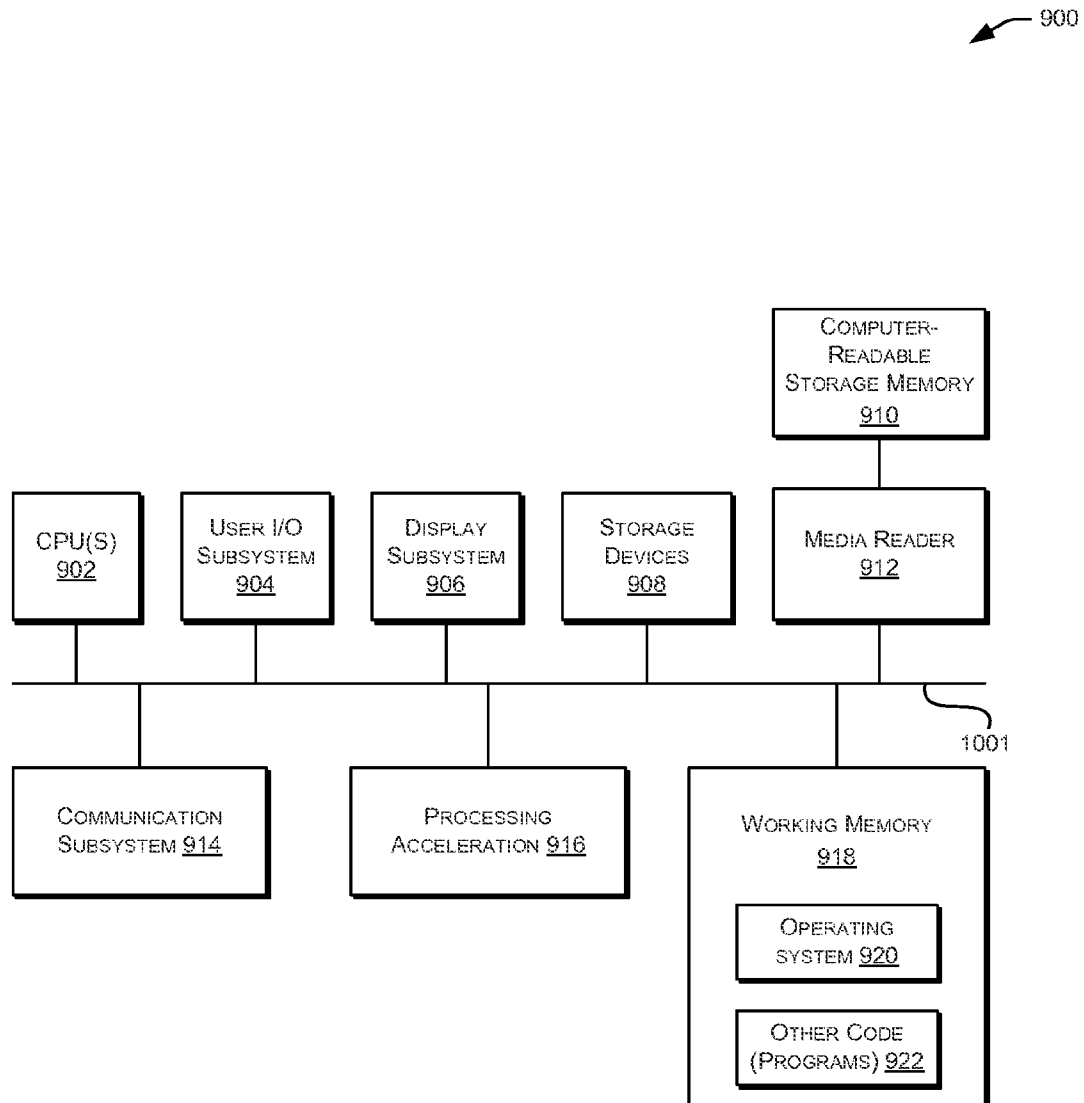 900
COMPUTER-
READABLE
STORAGE MEMORY
910
CPU(S)
902
USER I/O
SUBSYSTEM
904
DISPLAY
SUBSYSTEM
906
STORAGE
DEVICES
908
MEDIA READER
912
1001
COMMUNICATION
SUBSYSTEM 914
PROCESSING
ACCELERATION 916
WORKING MEMORY
918
OPERATING
SYSTEM 920
OTHER CODE
(PROGRAMS) 922